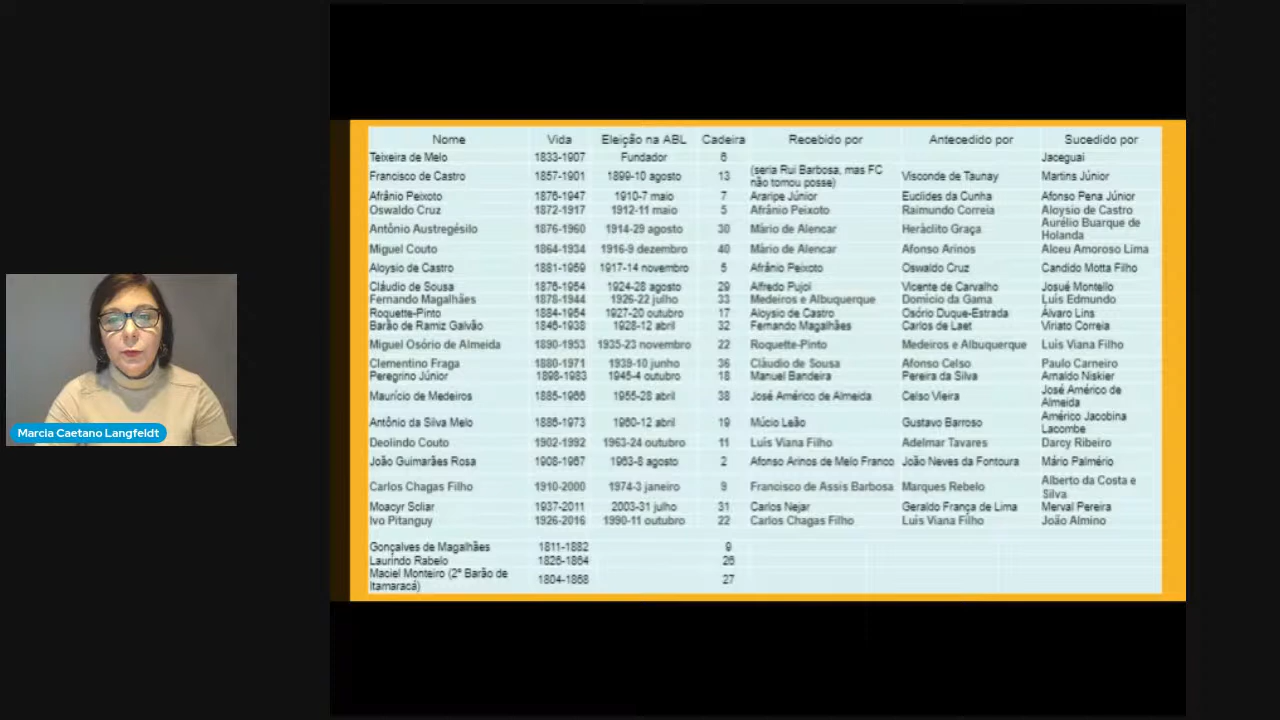 Nome Vida Eleição na ABL Cadeira Recebido por Antecedido por Sucedido por
Teixeira de Melo 1833-1907 Fundador 6 Jaceguai
Francisco de Castro 1857-1901 1899-10 agosto 13 (seria Rui Barbosa, mas FC não tomou posse) Visconde de Taunay Martins Júnior
Afrânio Peixoto 1876-1947 1910-7 maio 7 Araripe Júnior Euclides da Cunha Afonso Pena Júnior
Oswaldo Cruz 1872-1917 1912-11 maio 5 Afrânio Peixoto Raimundo Correia Aloysio de Castro
Antônio Austregésilo 1876-1960 1914-29 agosto 30 Mário de Alencar Heráclito Graça Aurélio Buarque de Holanda
Miguel Couto 1864-1934 1916-9 dezembro 40 Mário de Alencar Afonso Arinos Alceu Amoroso Lima
Aloysio de Castro 1881-1959 1917-14 novembro 5 Afrânio Peixoto Oswaldo Cruz Candido Motta Filho
Cláudio de Sousa 1876-1954 1924-28 agosto 29 Alfredo Pujol Vicente de Carvalho Josué Montello
Fernando Magalhães 1878-1944 1926-22 julho 33 Medeiros e Albuquerque Domício da Gama Luís Edmundo
Roquette-Pinto 1884-1954 1927-20 outubro 17 Aloysio de Castro Osório Duque-Estrada Álvaro Lins
Barão de Ramiz Galvão 1846-1938 1928-12 abril 32 Fernando Magalhães Carlos de Laet Viriato Correia
Miguel Osório de Almeida 1890-1953 1935-23 novembro 22 Roquette-Pinto Medeiros e Albuquerque Luís Viana Filho
Clementino Fraga 1880-1971 1939-10 junho 36 Cláudio de Sousa Afonso Celso Paulo Carneiro
Peregrino Júnior 1898-1983 1945-4 outubro 18 Manuel Bandeira Pereira da Silva Arnaldo Niskier
Maurício de Medeiros 1885-1966 1955-28 abril 38 José Américo de Almeida Celso Vieira José Américo de Almeida
Antônio da Silva Melo 1886-1973 1960-12 abril 19 Múcio Leão Gustavo Barroso Américo Jacobina Lacombe
Deolindo Couto 1902-1992 1963-24 outubro 11 Luís Viana Filho Adelmar Tavares Darcy Ribeiro
João Guimarães Rosa 1908-1967 1963-8 agosto 2 Afonso Arinos de Melo Franco João Neves da Fontoura Mário Palmério
Carlos Chagas Filho 1910-2000 1974-3 janeiro 9 Francisco de Assis Barbosa Marques Rebelo Alberto da Costa e Silva
Moacyr Scliar 1937-2011 2003-31 julho 31 Carlos Nejar Geraldo França de Lima Merval Pereira
Ivo Pitanguy 1926-2016 1990-11 outubro 22 Carlos Chagas Filho Luís Viana Filho João Almino
Gonçalves de Magalhães 1811-1882 9
Laurindo Rabelo 1826-1864 26
Maciel Monteiro (2º Barão de Itamaracá) 1804-1868 27
Marcia Caetano Langfeldt